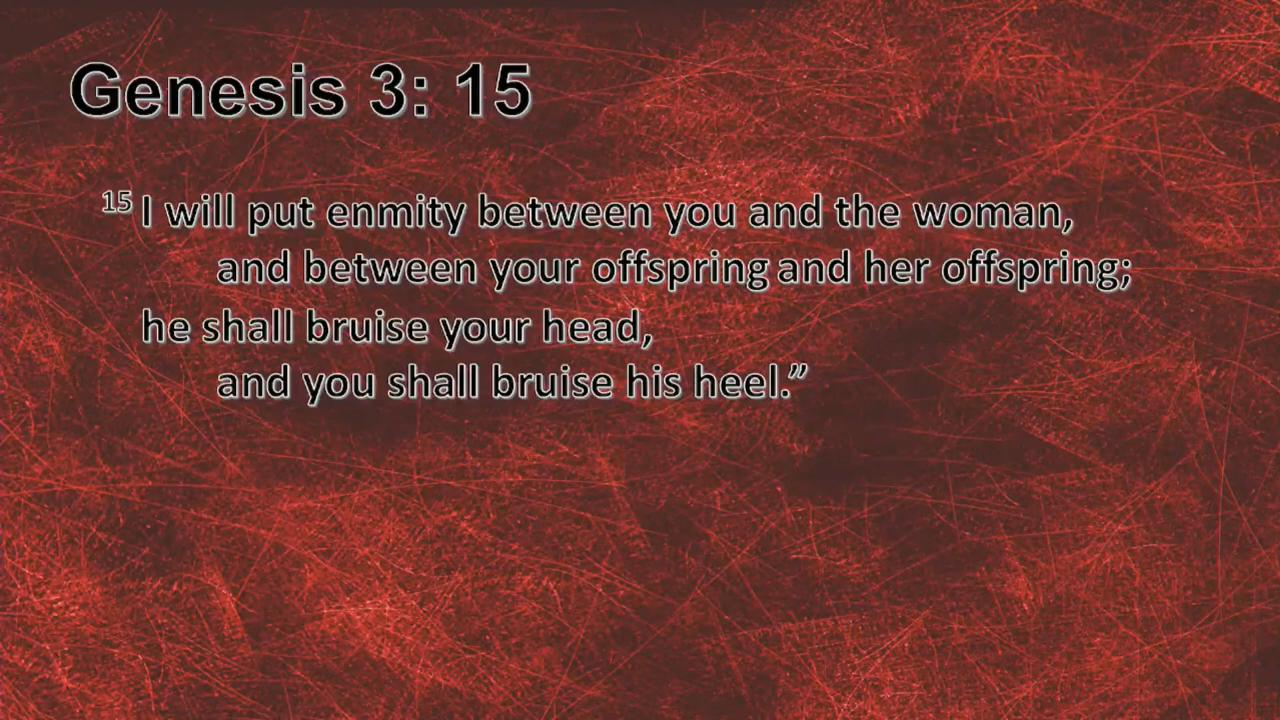 Genesis 3: 15
15 I will put enmity between you and the woman,
and between your offspring and her offspring;
he shall bruise your head,
and you shall bruise his heel.”